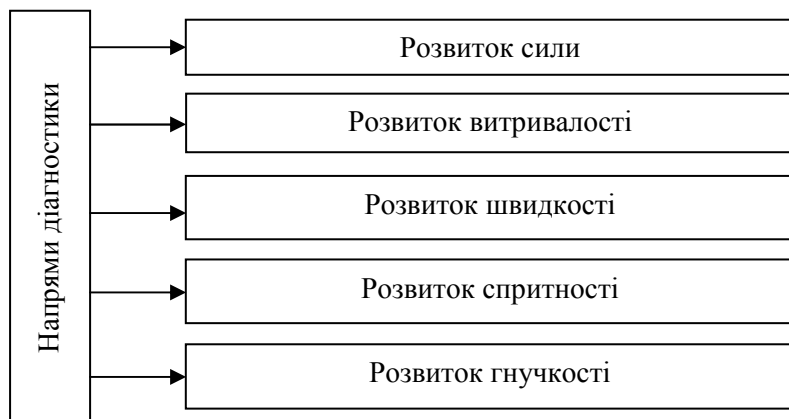 Напрями діагностики
Розвиток сили
Розвиток витривалості
Розвиток швидкості
Розвиток спритності
Розвиток гнучкості